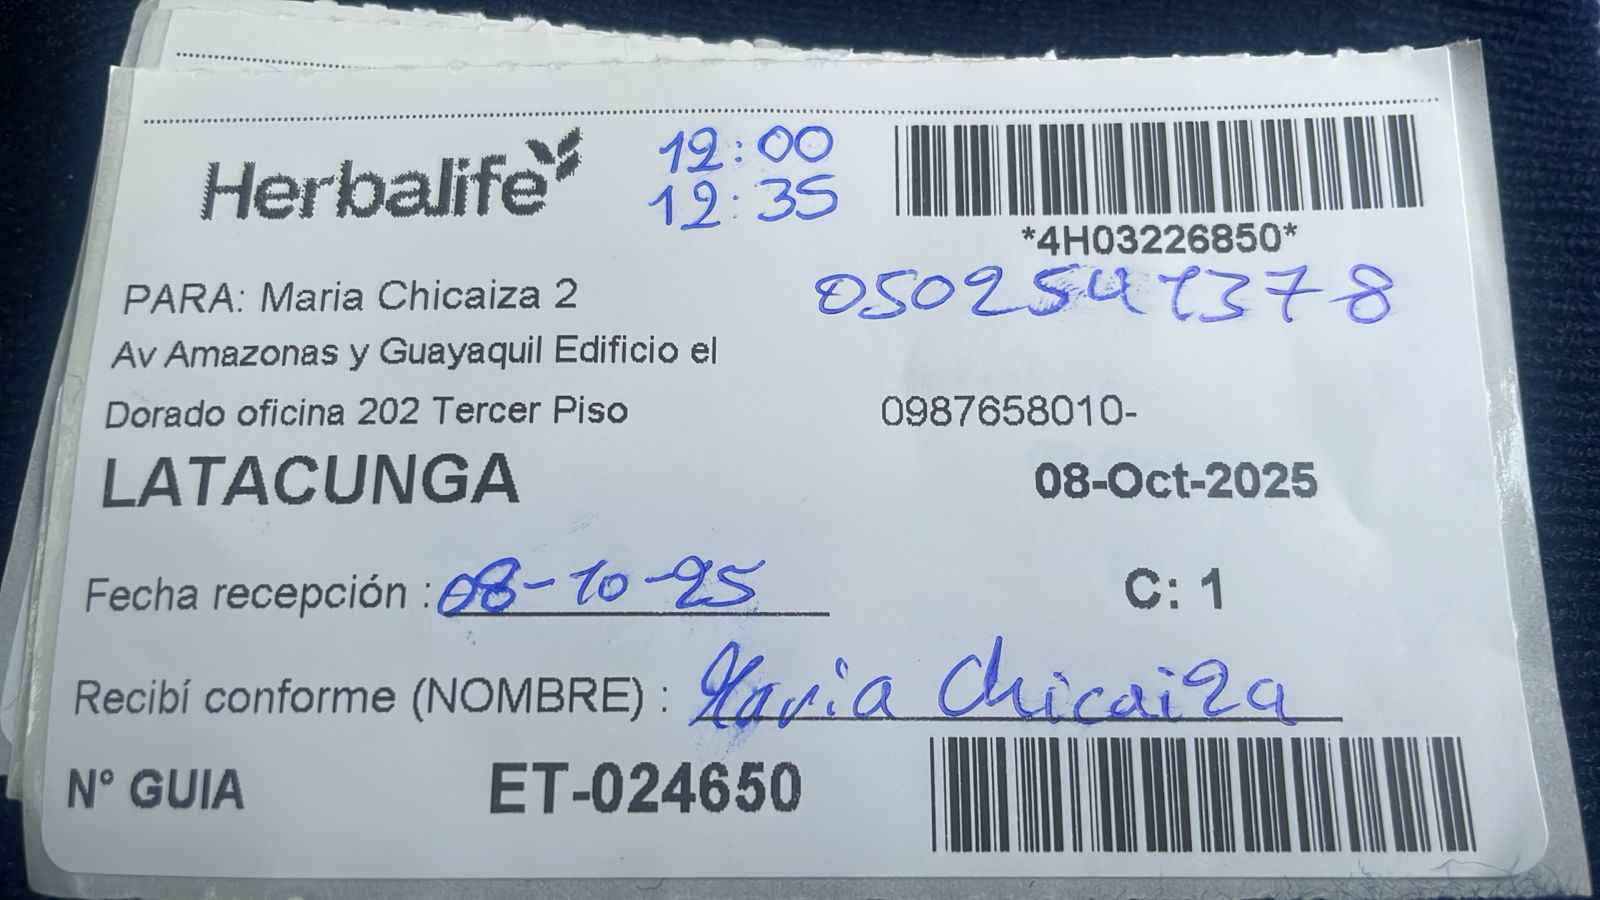 Herbalife
12:00
12:35
*4H03226850*
PARA: Maria Chicaiza 2
0502541378
Av Amazonas y Guayaquil Edificio el
Dorado oficina 202 Tercer Piso
0987658010-
LATACUNGA
08-Oct-2025
Fecha recepción : 08-10-25
C: 1
Recibí conforme (NOMBRE) : Maria Chicaiza
N° GUIA
ET-024650